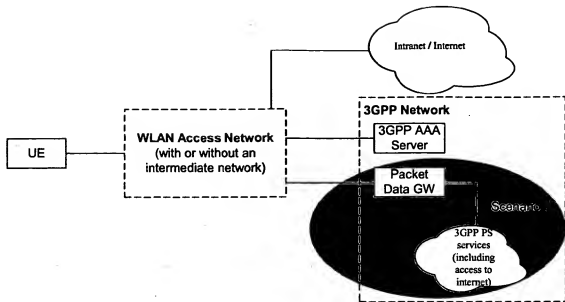 Intranet / Internet
3GPP Network
WLAN Access Network
(with or without an
intermediate network)
3GPP AAA
Server
UE
Packet
Data GW
Scenario
3GPP PS
services
(including
access to
internet)